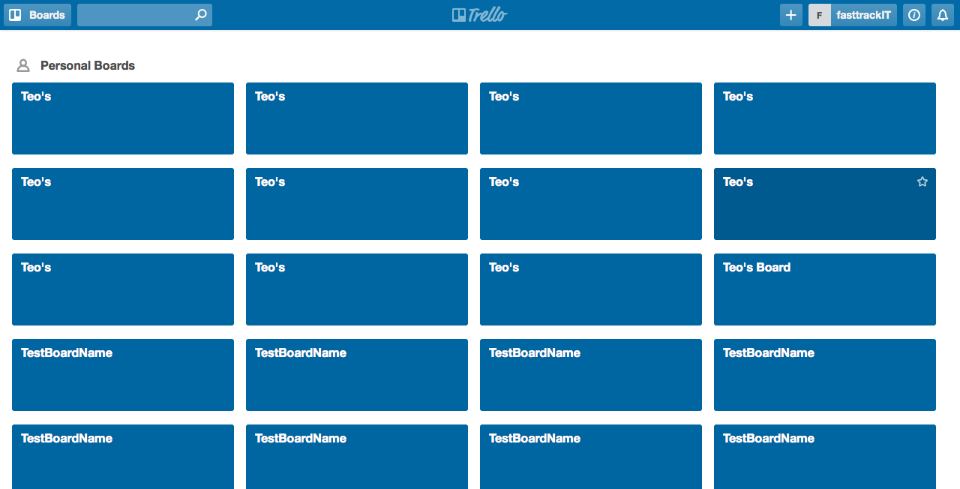 Boards Trello F fasttrackIT
Personal Boards
Teo's Teo's Teo's Teo's
Teo's Teo's Teo's Teo's
Teo's Teo's Teo's Teo's Board
TestBoardName TestBoardName TestBoardName TestBoardName
TestBoardName TestBoardName TestBoardName TestBoardName